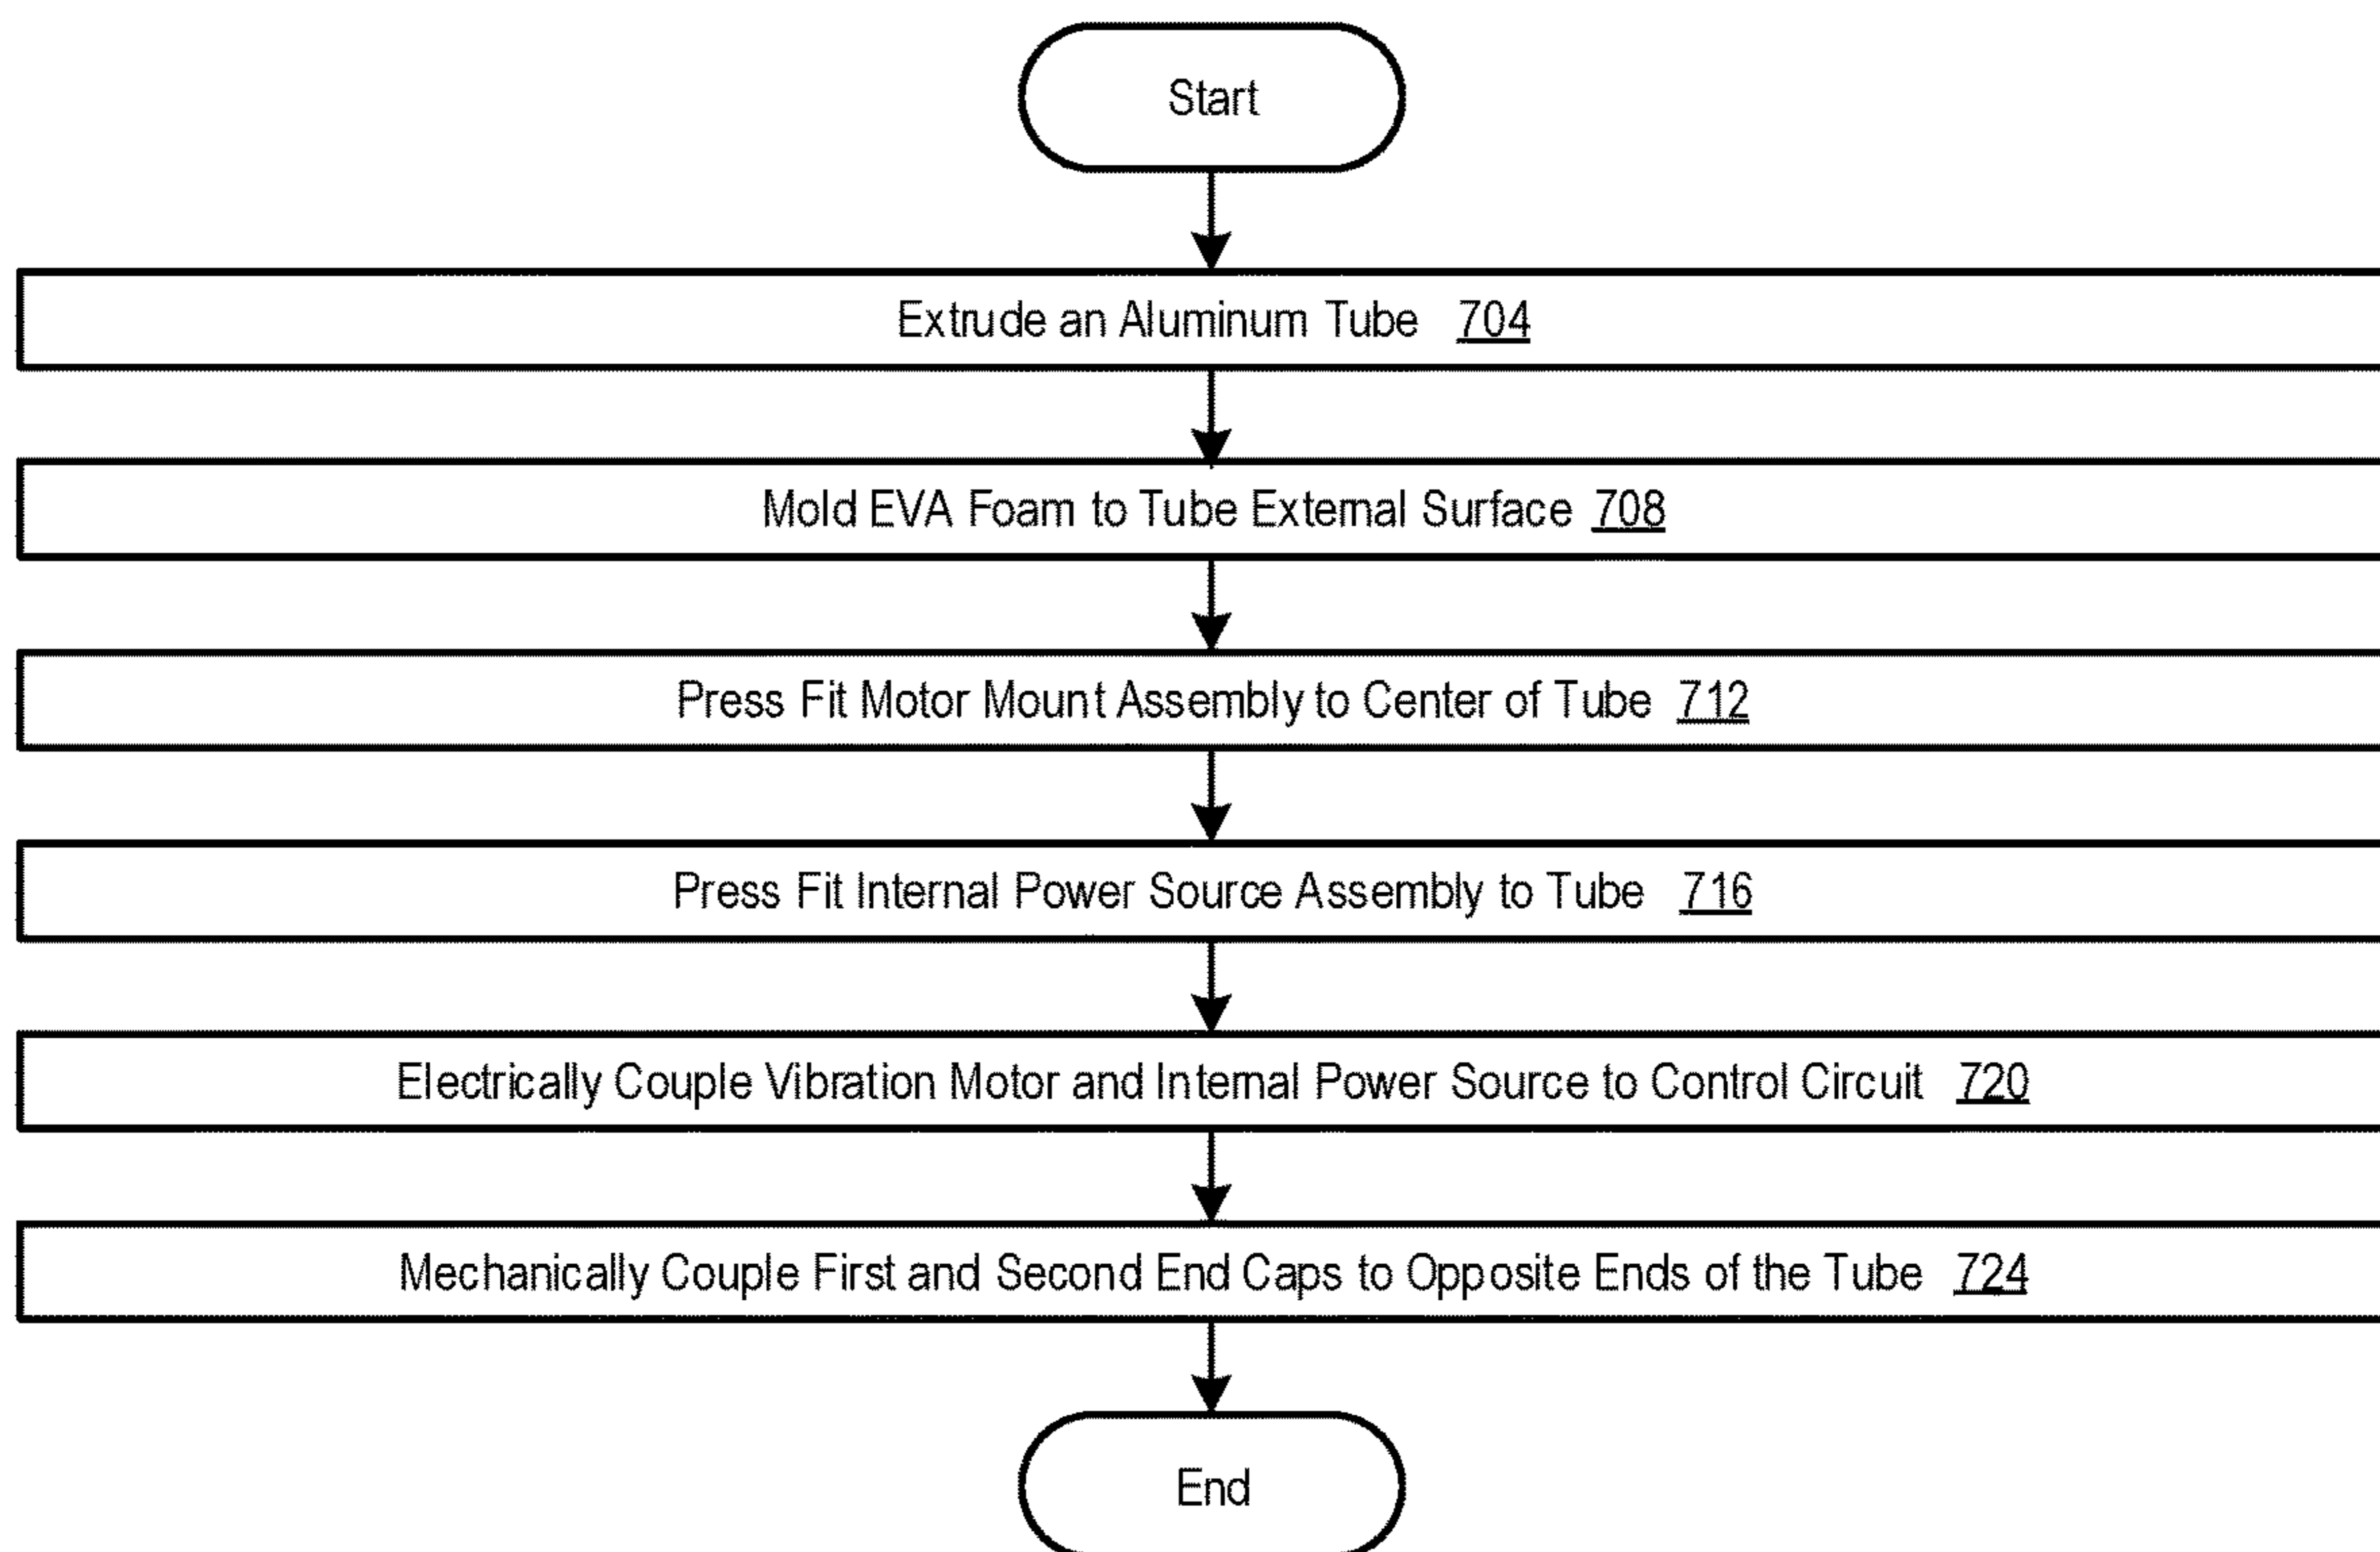 Start
Extrude an Aluminum Tube 704
Mold EVA Foam to Tube External Surface 708
Press Fit Motor Mount Assembly to Center of Tube 712
Press Fit Internal Power Source Assembly to Tube 716
Electrically Couple Vibration Motor and Internal Power Source to Control Circuit 720
Mechanically Couple First and Second End Caps to Opposite Ends of the Tube 724
End